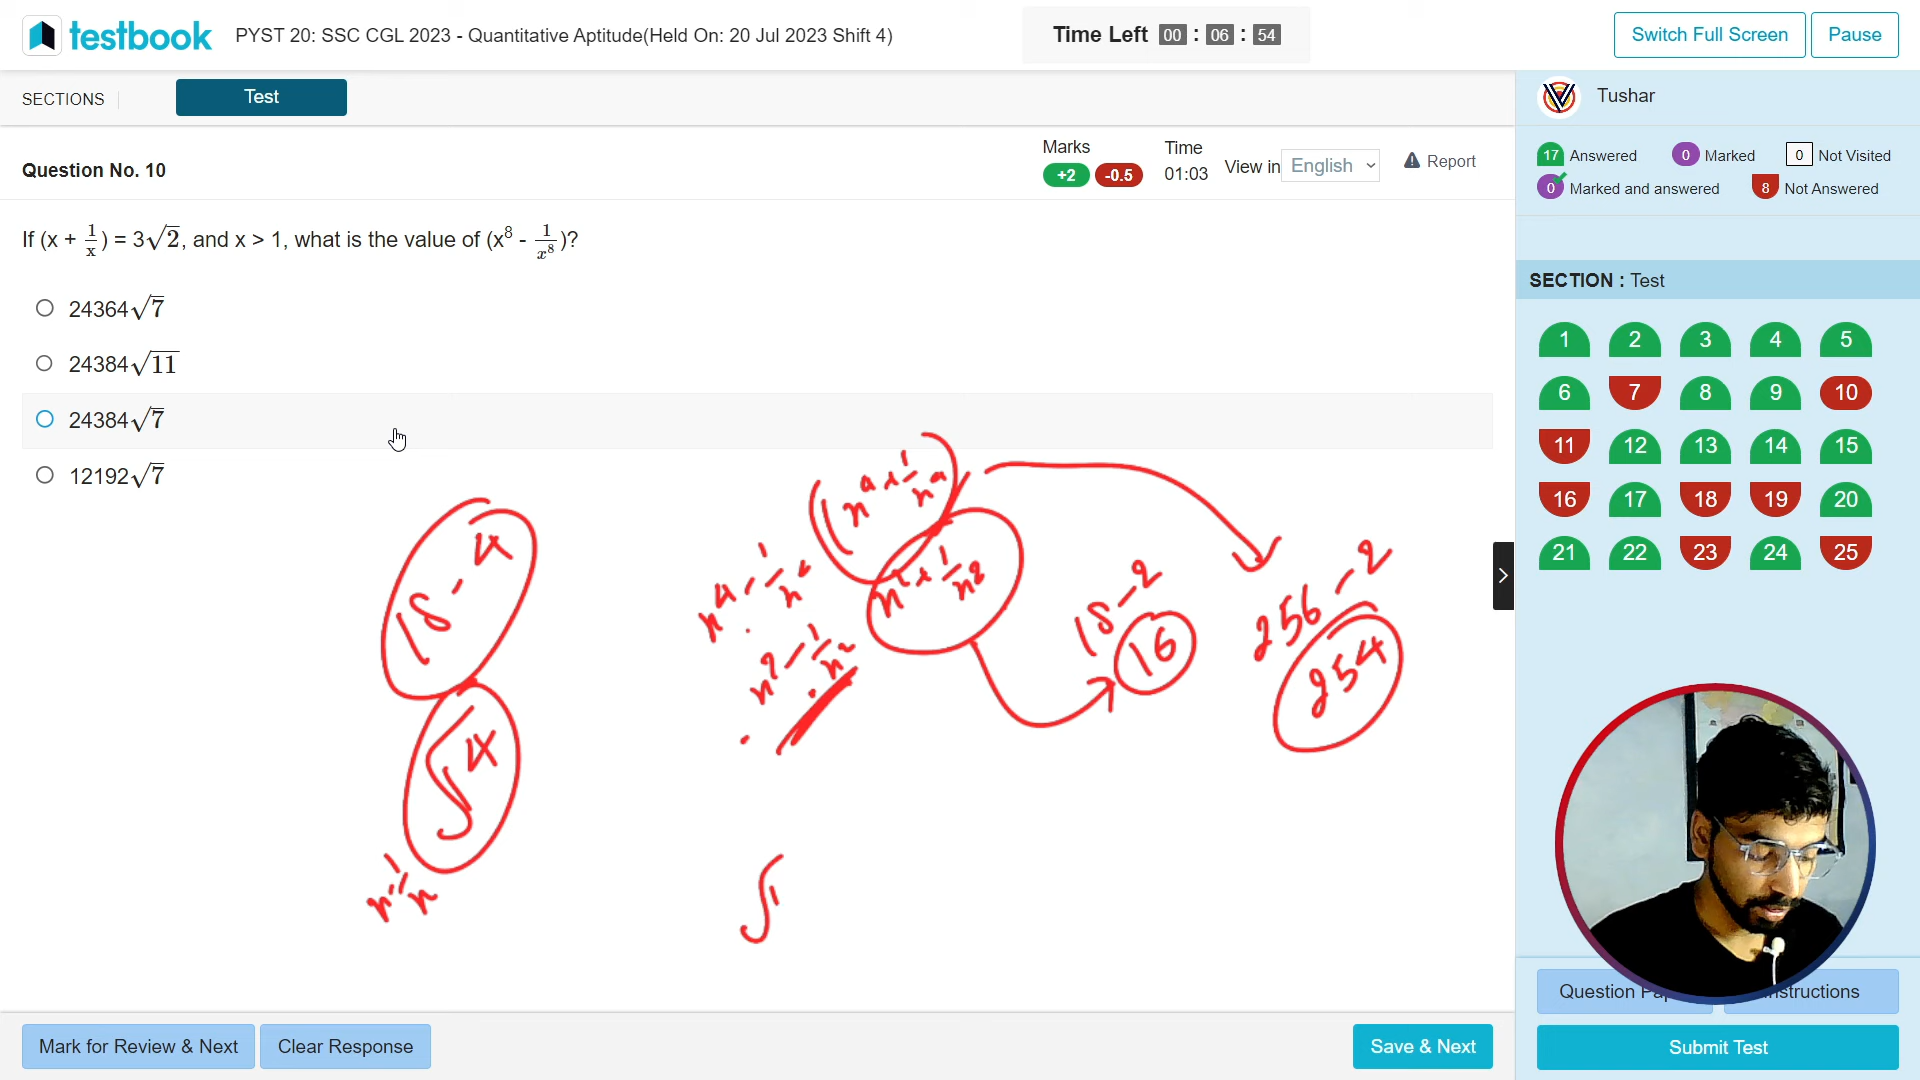 testbook PYST 20: SSC CGL 2023 - Quantitative Aptitude(Held On: 20 Jul 2023 Shift 4) Time Left 00 : 06 : 54 Switch Full Screen Pause
SECTIONS Test
Tushar
Question No. 10 Marks +2 -0.5 Time 01:03 View in English Report
17 Answered 0 Marked 0 Not Visited
0 Marked and answered 8 Not Answered
If (x + 1/x) = 3√2, and x > 1, what is the value of (x⁸ - 1/x⁸)?
24364√7
24384√11
24384√7
12192√7
SECTION : Test
1 2 3 4 5
6 7 8 9 10
11 12 13 14 15
16 17 18 19 20
21 22 23 24 25
18 - 4
18 - 2
16
256 - 2
254
Question Instructions
Mark for Review & Next Clear Response Save & Next Submit Test